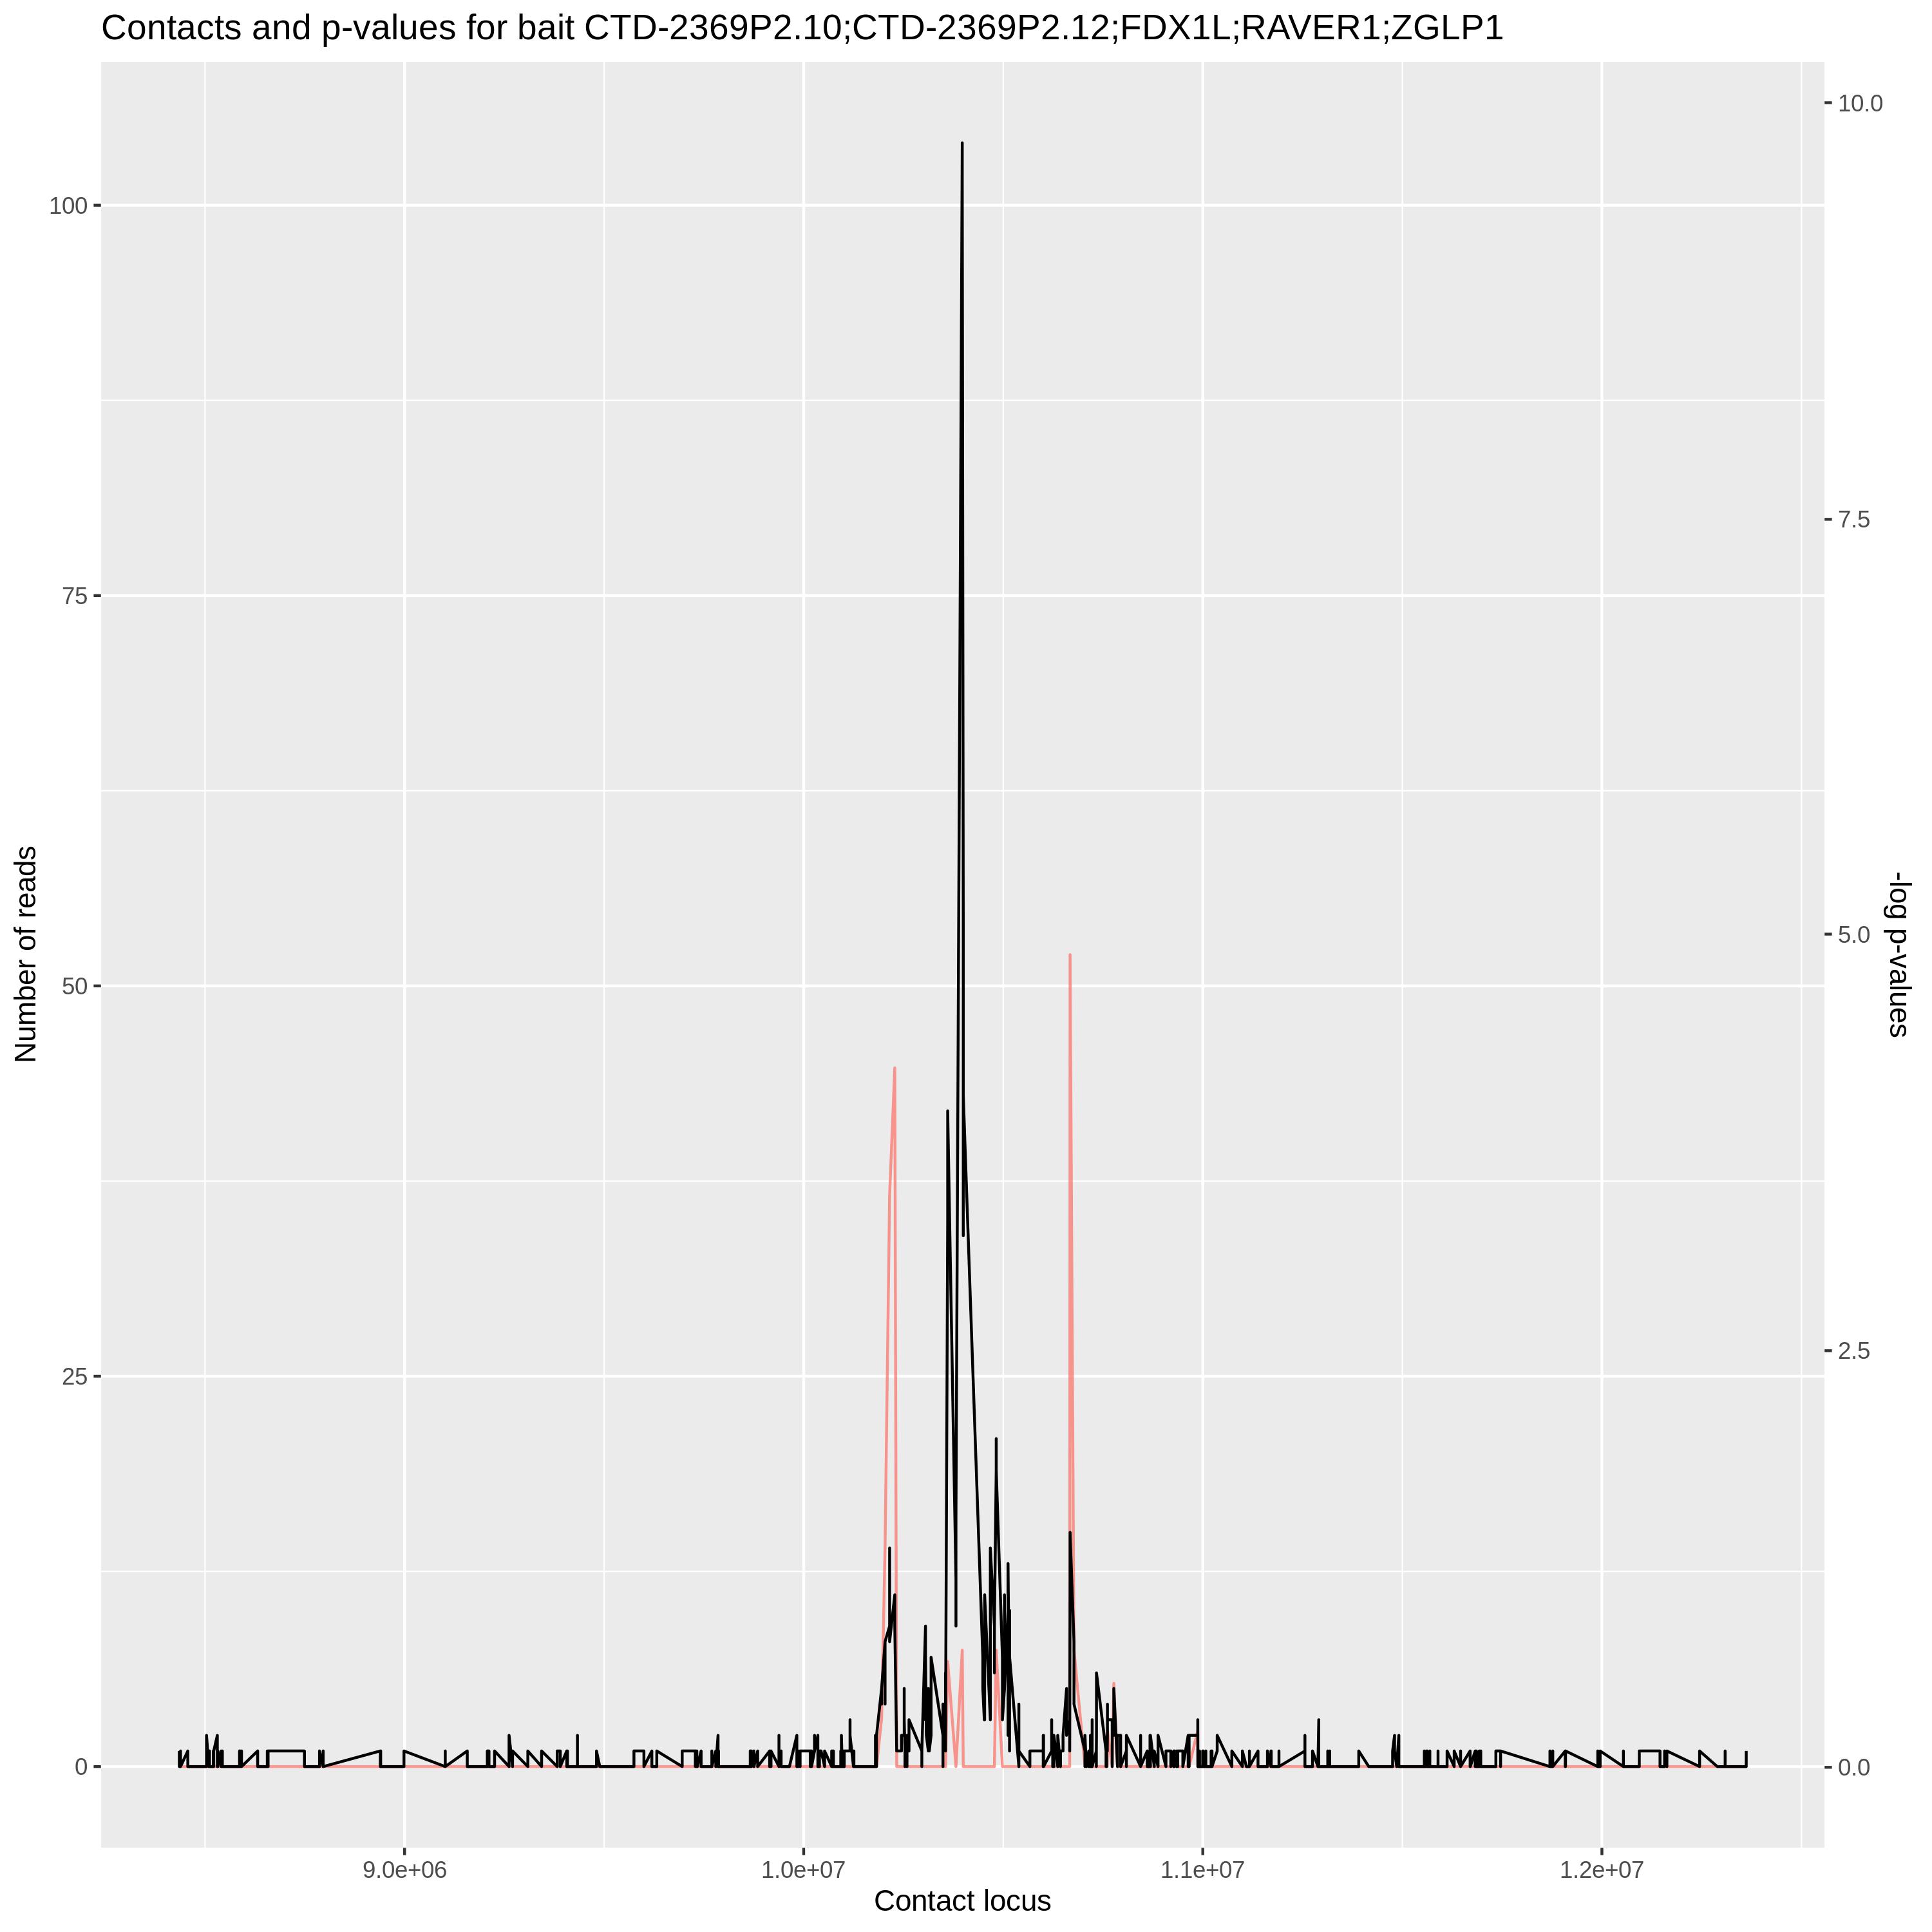 Contacts and p-values for bait CTD-2369P2.10;CTD-2369P2.12;FDX1L;RAVER1;ZGLP1
Number of reads
100
75
50
25
0
10.0
7.5
5.0
2.5
0.0
-log p-values
9.0e+06
1.0e+07
1.1e+07
1.2e+07
Contact locus